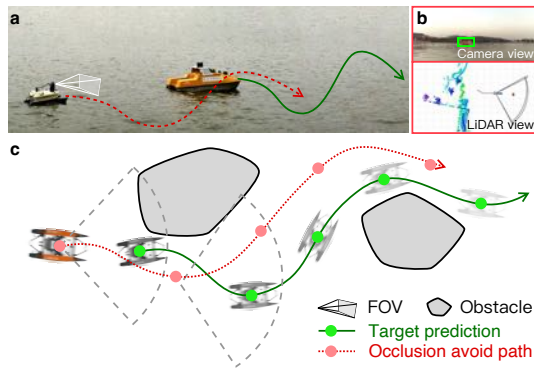 a
b
Camera view
LiDAR view
c
FOV
Obstacle
Target prediction
Occlusion avoid path